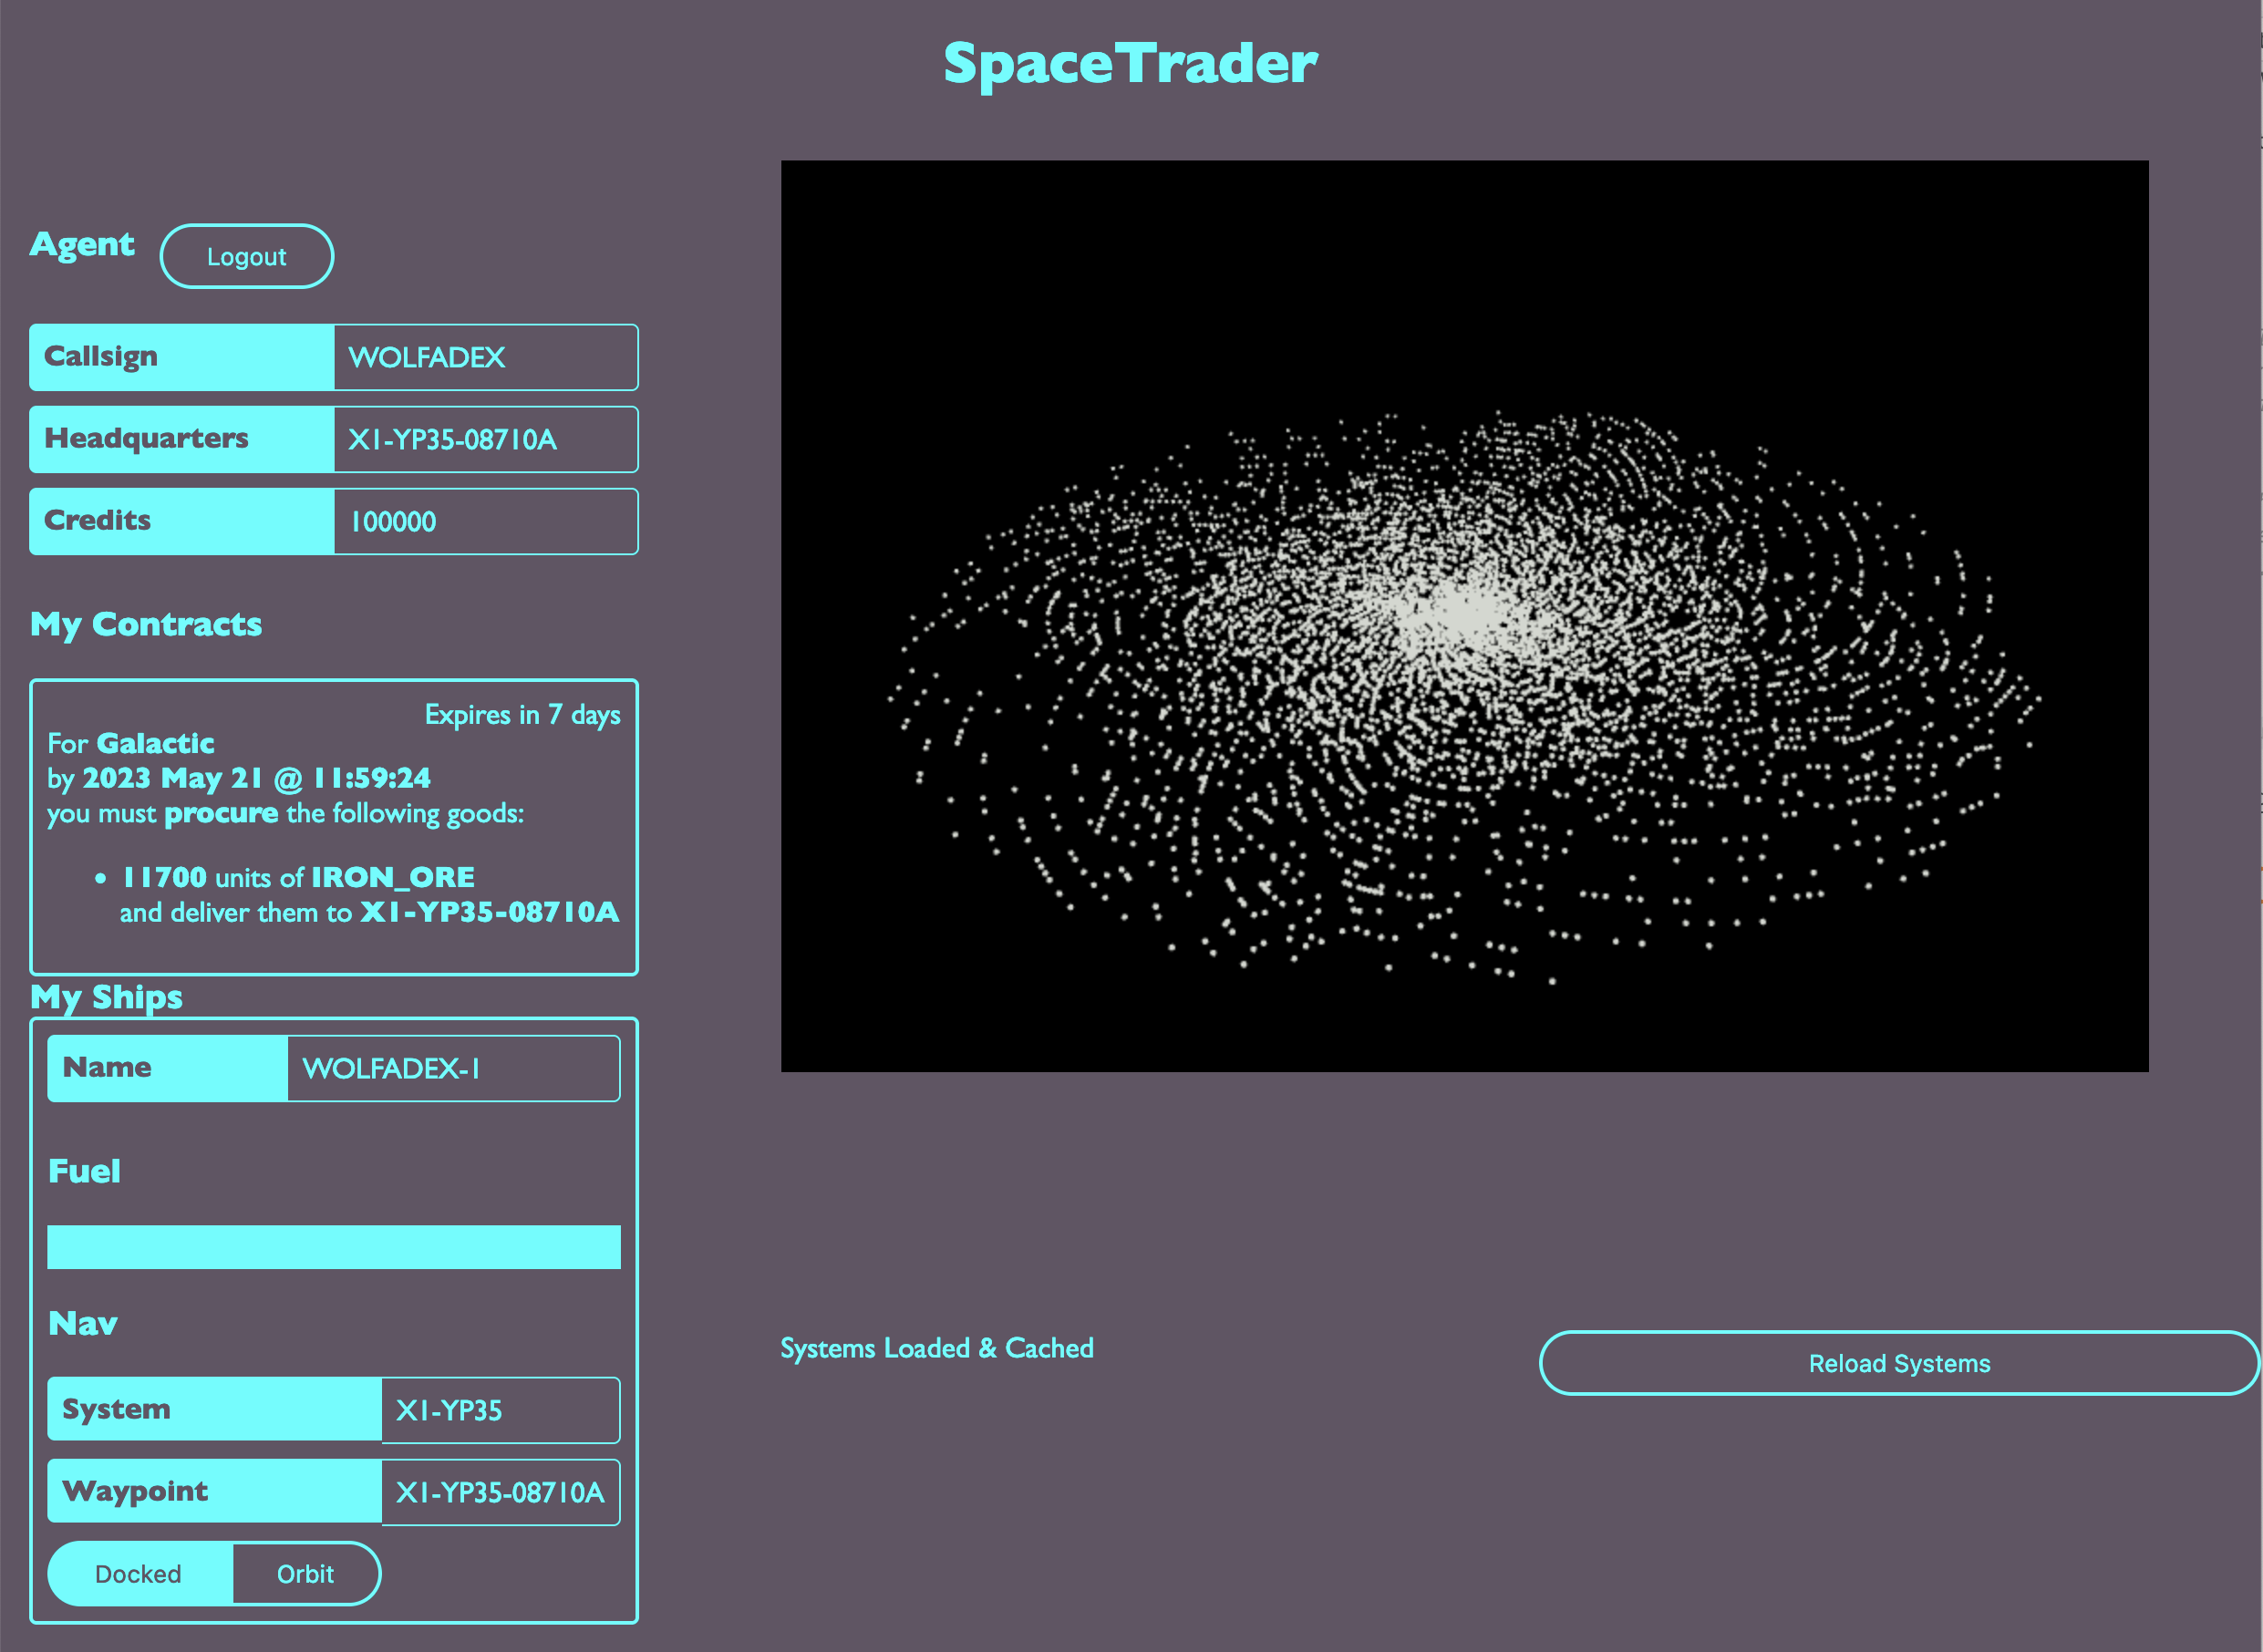 SpaceTrader
Agent
Logout
Callsign
WOLFADEX
Headquarters
X1-YP35-08710A
Credits
100000
My Contracts
Expires in 7 days
For Galactic
by 2023 May 21 @ 11:59:24
you must procure the following goods:
• 11700 units of IRON_ORE
and deliver them to X1-YP35-08710A
My Ships
Name
WOLFADEX-1
Fuel
Nav
System
X1-YP35
Waypoint
X1-YP35-08710A
Docked
Orbit
Systems Loaded & Cached
Reload Systems